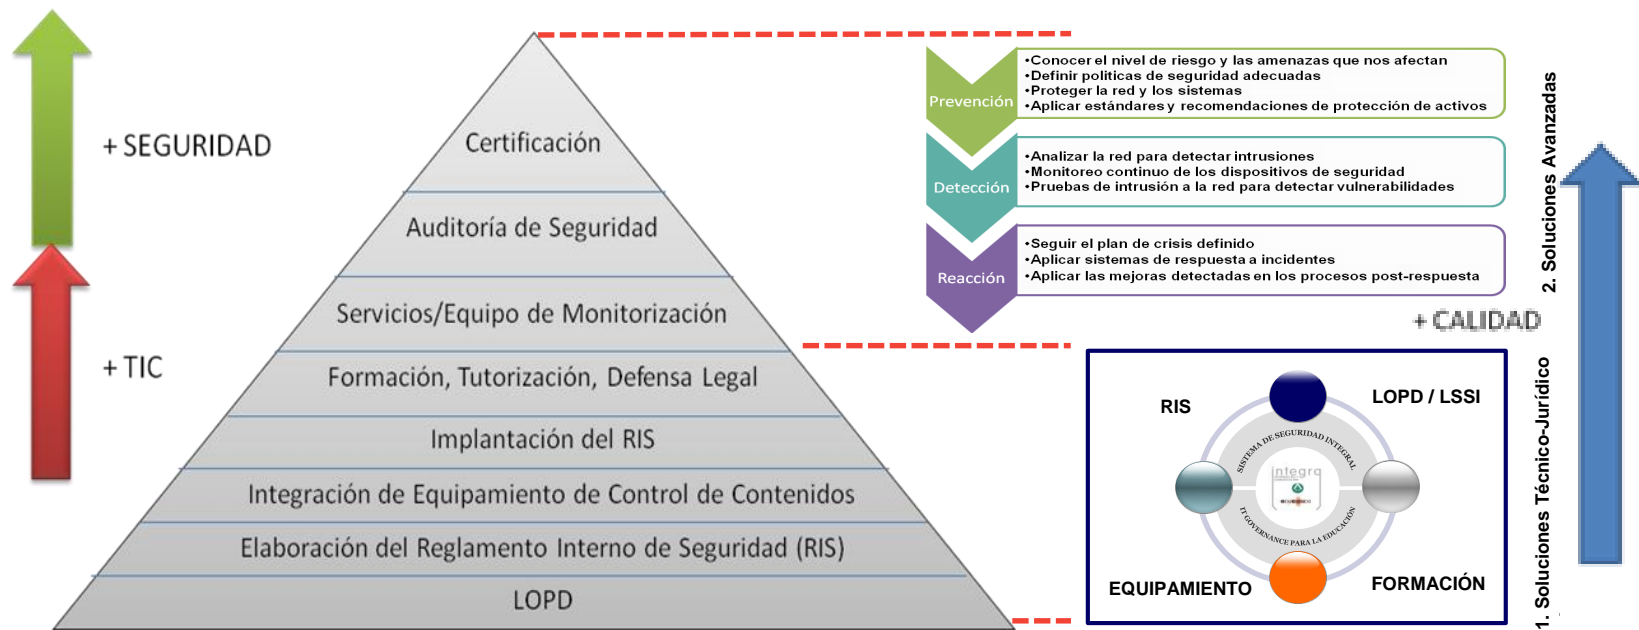 + SEGURIDAD
+ TIC
Certificación
Auditoría de Seguridad
Servicios/Equipo de Monitorización
Formación, Tutorización, Defensa Legal
Implantación del RIS
Integración de Equipamiento de Control de Contenidos
Elaboración del Reglamento Interno de Seguridad (RIS)
LOPD
Prevención
•Conocer el nivel de riesgo y las amenazas que nos afectan
•Definir politicas de seguridad adecuadas
•Proteger la red y los sistemas
•Aplicar estándares y recomendaciones de protección de activos
Detección
•Analizar la red para detectar intrusiones
•Monitoreo continuo de los dispositivos de seguridad
•Pruebas de intrusión a la red para detectar vulnerabilidades
Reacción
•Seguir el plan de crisis definido
•Aplicar sistemas de respuesta a incidentes
•Aplicar las mejoras detectadas en los procesos post-respuesta
+ CALIDAD
2. Soluciones Avanzadas
1. Soluciones Técnico-Jurídico
RIS
LOPD / LSSI
SISTEMA DE SEGURIDAD INTEGRAL
integra
IT GOVERNANCE PARA LA EDUCACIÓN
EQUIPAMIENTO
FORMACIÓN